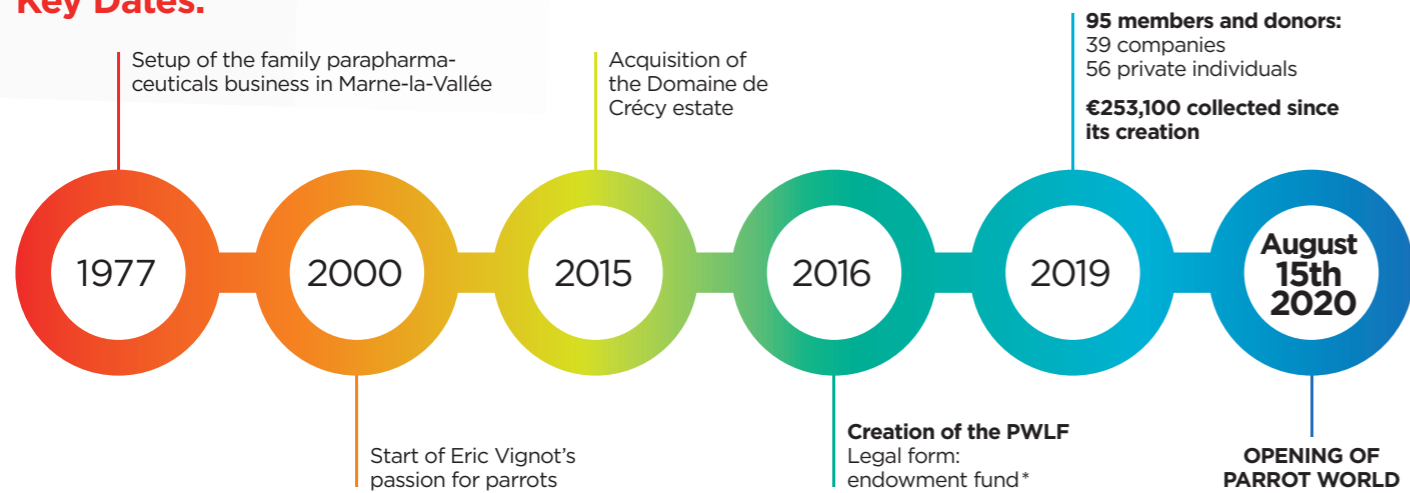 Key Dates:
Setup of the family parapharma-
ceuticals business in Marne-la-Vallée
Acquisition of
the Domaine de
Crécy estate
95 members and donors:
39 companies
56 private individuals
€253,100 collected since
its creation
1977
2000
2015
2016
2019
August
15th
2020
Start of Eric Vignot’s
passion for parrots
Creation of the PWLF
Legal form:
endowment fund*
OPENING OF
PARROT WORLD